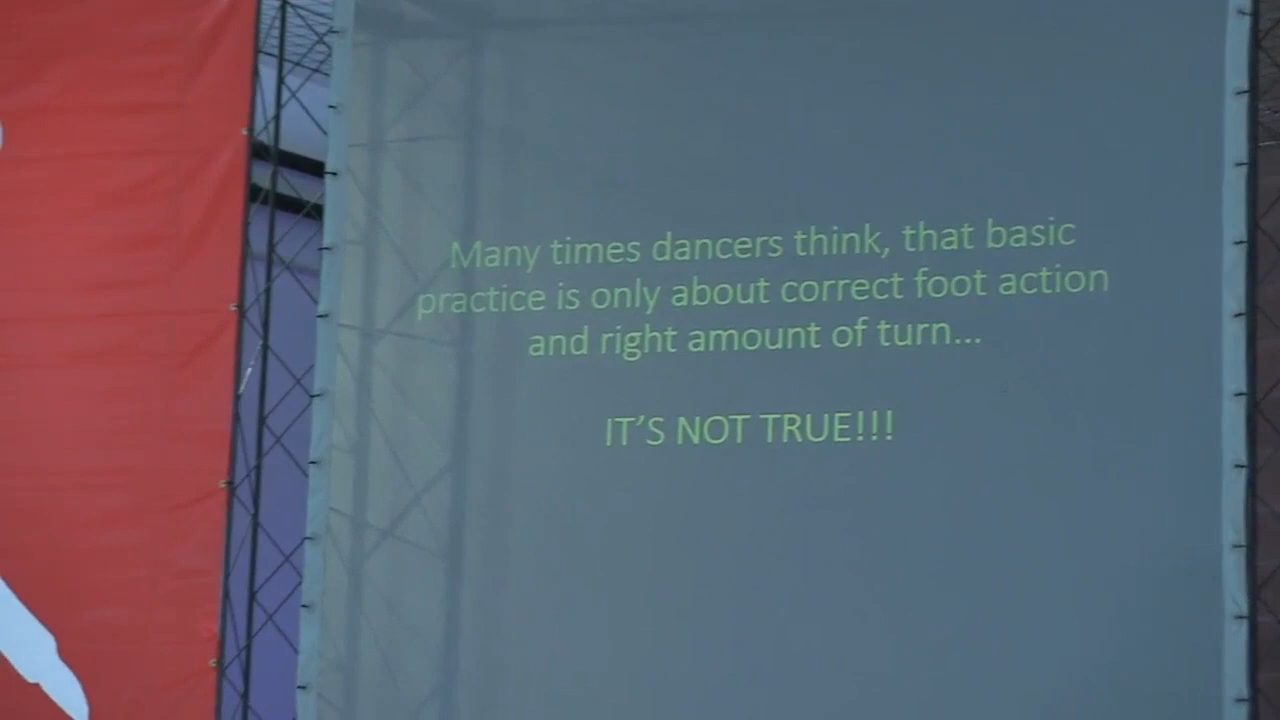 Many times dancers think, that basic
practice is only about correct foot action
and right amount of turn...
IT’S NOT TRUE!!!